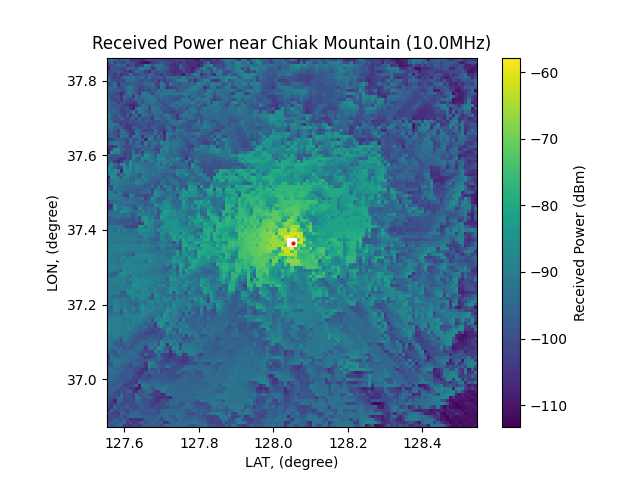 Received Power near Chiak Mountain (10.0MHz)
37.8
37.6
37.4
37.2
37.0
LON, (degree)
127.6 127.8 128.0 128.2 128.4
LAT, (degree)
−60
−70
−80
−90
−100
−110
Received Power (dBm)